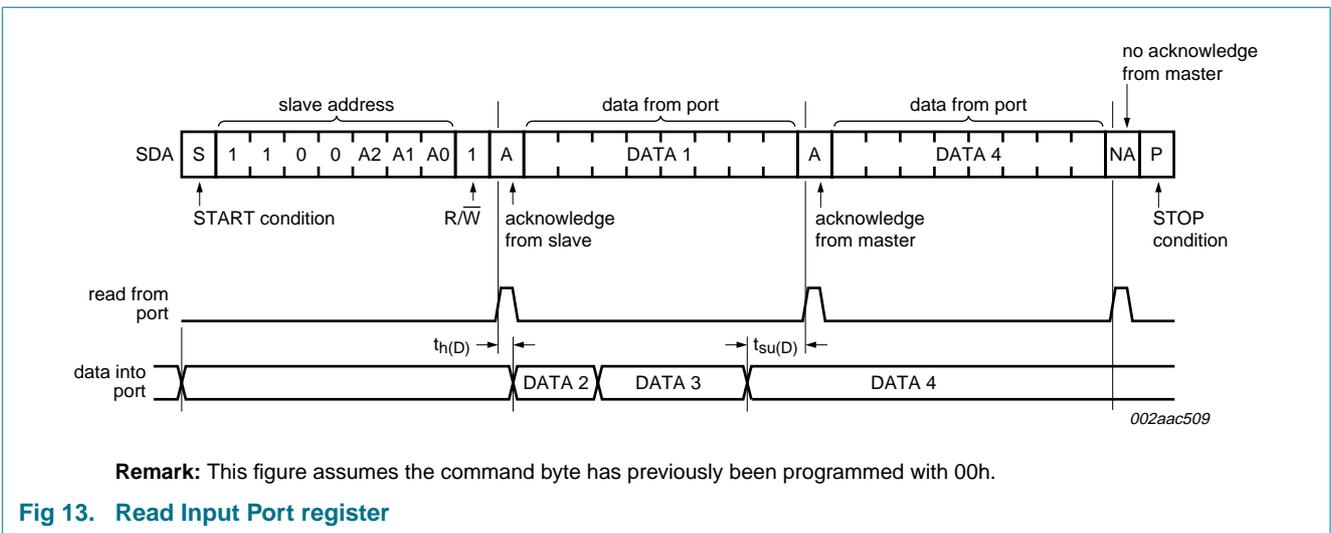 no acknowledge
from master
slave address
data from port
data from port
SDA S 1 1 0 0 A2 A1 A0 1 A DATA 1 A DATA 4 NA P
START condition
R/W̅
acknowledge
from slave
acknowledge
from master
STOP
condition
read from
port
th(D)
tsu(D)
data into
port
DATA 2 DATA 3 DATA 4
002aac509
Remark: This figure assumes the command byte has previously been programmed with 00h.
Fig 13. Read Input Port register